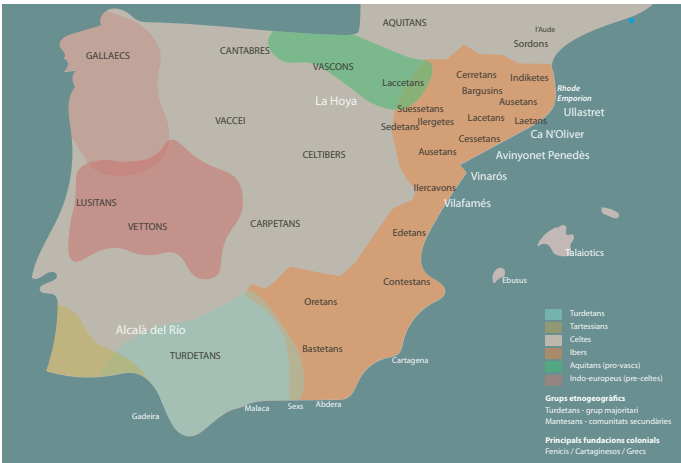 AQUITANS
l'Aude
Sordons
GALLAECS
CANTABRES
VASCONS
Cerretans
Indiketes
Laccetans
Bargusins
Rhode
Emporion
La Hoya
Ausetans
Suessetans
Ullastret
VACCEI
Sedetans
Ilergetes
Lacetans
Laetans
Ca N'Oliver
Cessetans
CELTIBERS
Ausetans
Avinyonet Penedès
Vinarós
Ilercavons
LUSITANS
Vilafamés
VETTONS
CARPETANS
Edetans
Talaiotics
Contestans
Ebusus
Oretans
Alcalà del Río
TURDETANS
Bastetans
Cartagena
Gadeira
Malaca
Sexs
Abdera
Turdetans
Tartessians
Celtes
Ibers
Aquitans (pro-vascs)
Indo-europeus (pre-celtes)
Grups etnogeogràfics
Turdetans - grup majoritari
Mantesans - comunitats secundàries
Principals fundacions colonials
Fenicis / Cartaginesos / Grecs